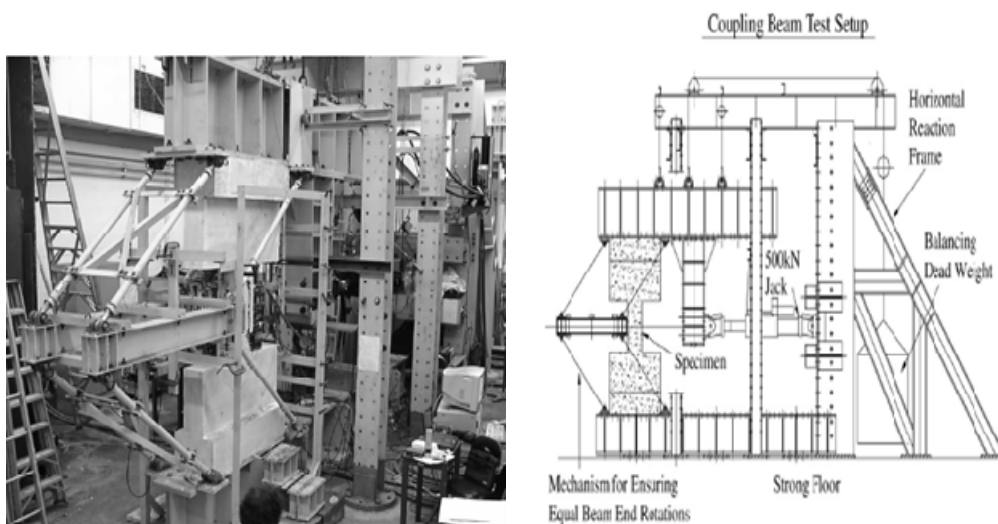 Coupling Beam Test Setup
Horizontal
Reaction
Frame
Balancing
Dead Weight
500kN
Jack
Specimen
Mechanism for Ensuring
Equal Beam End Rotations
Strong Floor